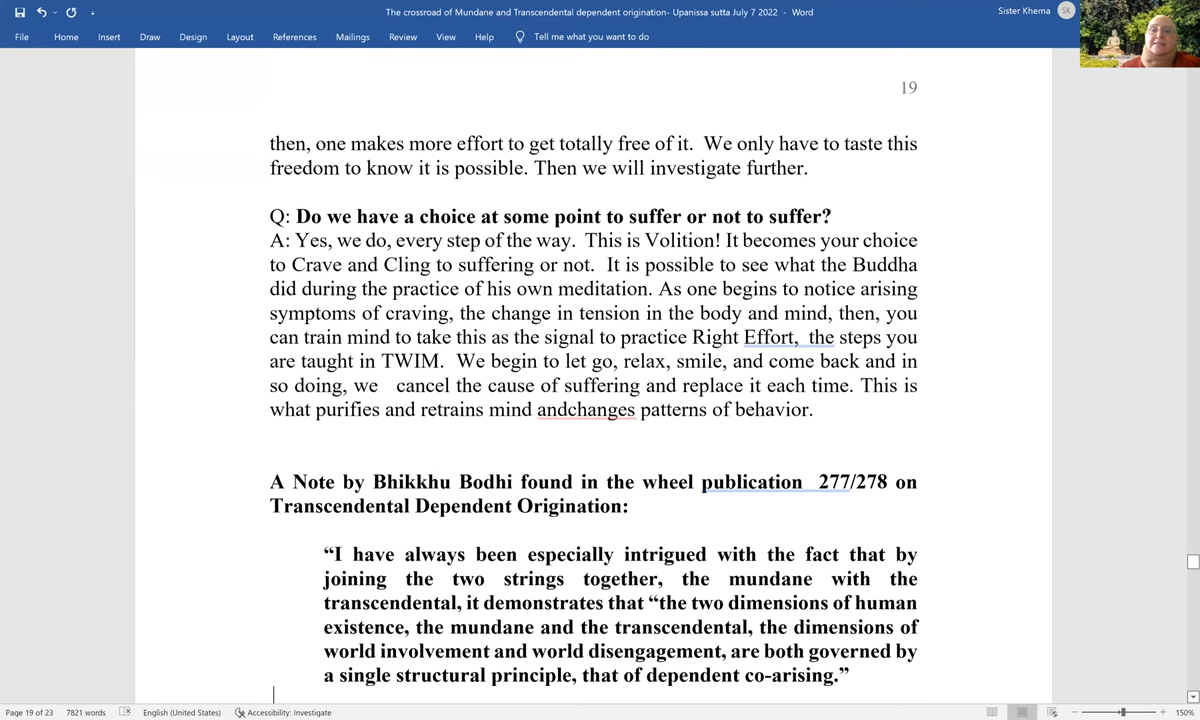 The crossroad of Mundane and Transcendental dependent origination- Upanissa sutta July 7 2022 - Word
Sister Khema SK
File Home Insert Draw Design Layout References Mailings Review View Help Tell me what you want to do
19
then, one makes more effort to get totally free of it. We only have to taste this
freedom to know it is possible. Then we will investigate further.
Q: Do we have a choice at some point to suffer or not to suffer?
A: Yes, we do, every step of the way. This is Volition! It becomes your choice
to Crave and Cling to suffering or not. It is possible to see what the Buddha
did during the practice of his own meditation. As one begins to notice arising
symptoms of craving, the change in tension in the body and mind, then, you
can train mind to take this as the signal to practice Right Effort, the steps you
are taught in TWIM. We begin to let go, relax, smile, and come back and in
so doing, we cancel the cause of suffering and replace it each time. This is
what purifies and retrains mind andchanges patterns of behavior.
A Note by Bhikkhu Bodhi found in the wheel publication 277/278 on
Transcendental Dependent Origination:
“I have always been especially intrigued with the fact that by
joining the two strings together, the mundane with the
transcendental, it demonstrates that “the two dimensions of human
existence, the mundane and the transcendental, the dimensions of
world involvement and world disengagement, are both governed by
a single structural principle, that of dependent co-arising.”
Page 19 of 23 7821 words English (United States) Accessibility: Investigate 150%